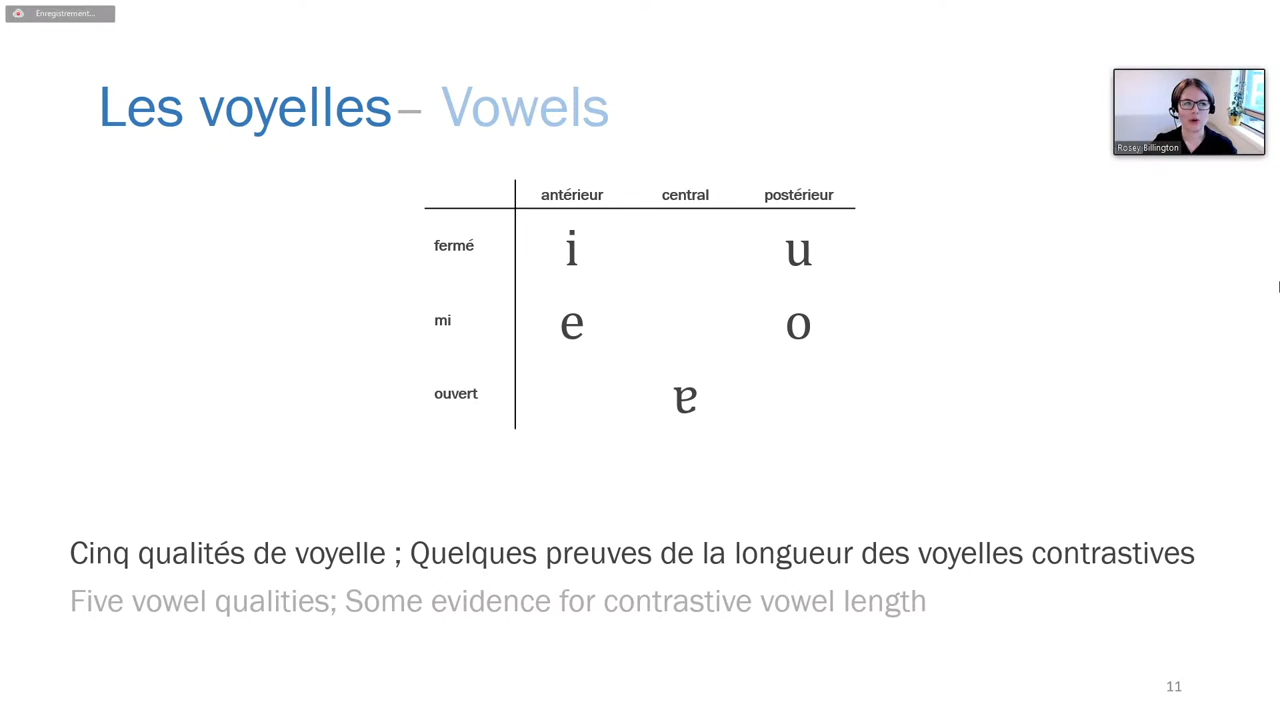 Enregistrement...
Les voyelles – Vowels
Rosey Billington
antérieur central postérieur
fermé i u
mi e o
ouvert ɐ
Cinq qualités de voyelle ; Quelques preuves de la longueur des voyelles contrastives
Five vowel qualities; Some evidence for contrastive vowel length
11